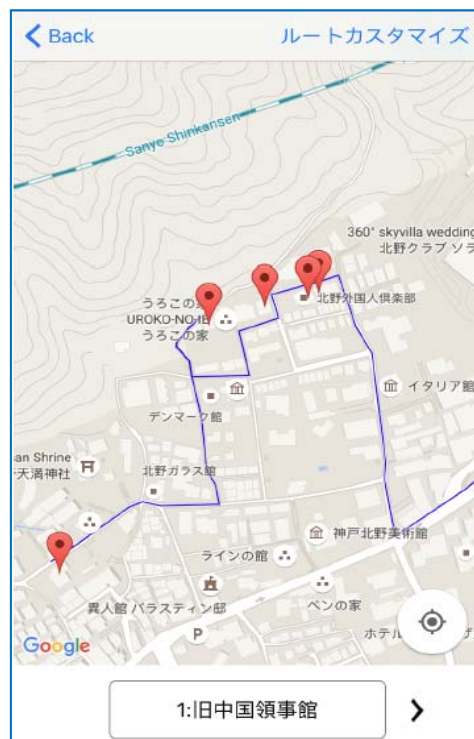 Back
ルートカスタマイズ
Sanyo Shinkansen
360° skyvilla wedding
北野クラブ ソラ
うろこの家
UROKO-NO-IE
うろこの家
北野外国人倶楽部
イタリア館
デンマーク館
an Shrine
天満神社
北野ガラス館
神戸北野美術館
ラインの館
異人館 パラスティン邸
ベンの家
P
ホテル
Google
1:旧中国領事館